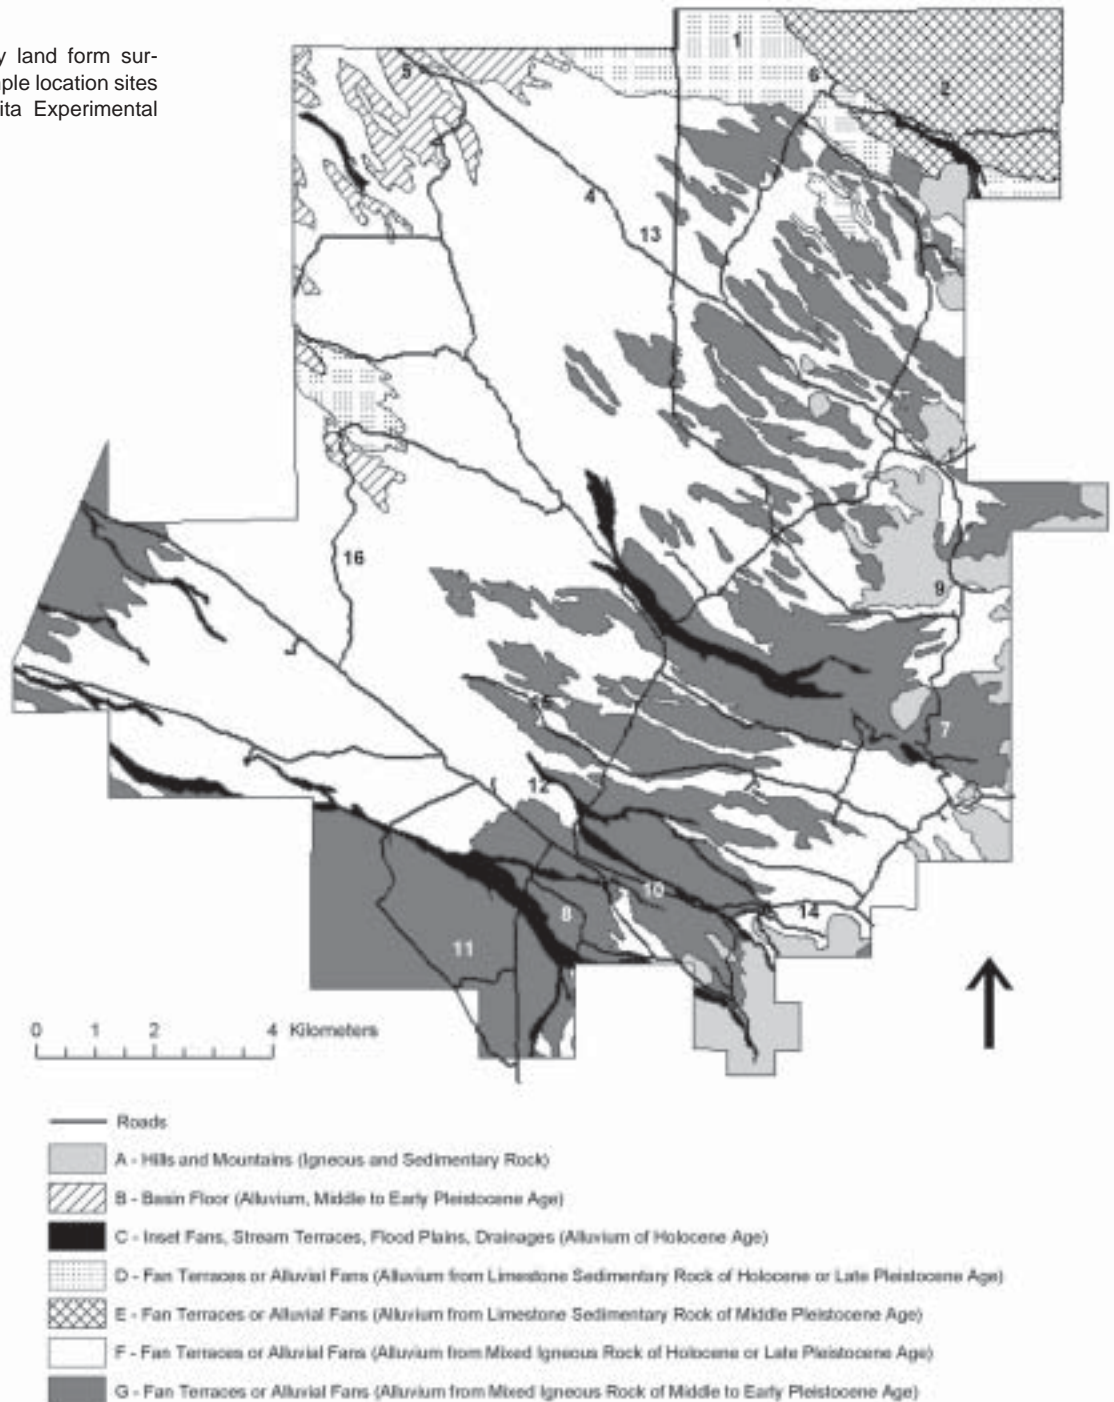 y land form sur-
ple location sites
ita Experimental
1
6
2
5
4
13
3
16
9
15
7
12
10
8
14
11
0 1 2 4 Kilometers
Roads
A - Hills and Mountains (Igneous and Sedimentary Rock)
B - Basin Floor (Alluvium, Middle to Early Pleistocene Age)
C - Inset Fans, Stream Terraces, Flood Plains, Drainages (Alluvium of Holocene Age)
D - Fan Terraces or Alluvial Fans (Alluvium from Limestone Sedimentary Rock of Holocene or Late Pleistocene Age)
E - Fan Terraces or Alluvial Fans (Alluvium from Limestone Sedimentary Rock of Middle Pleistocene Age)
F - Fan Terraces or Alluvial Fans (Alluvium from Mixed Igneous Rock of Holocene or Late Pleistocene Age)
G - Fan Terraces or Alluvial Fans (Alluvium from Mixed Igneous Rock of Middle to Early Pleistocene Age)